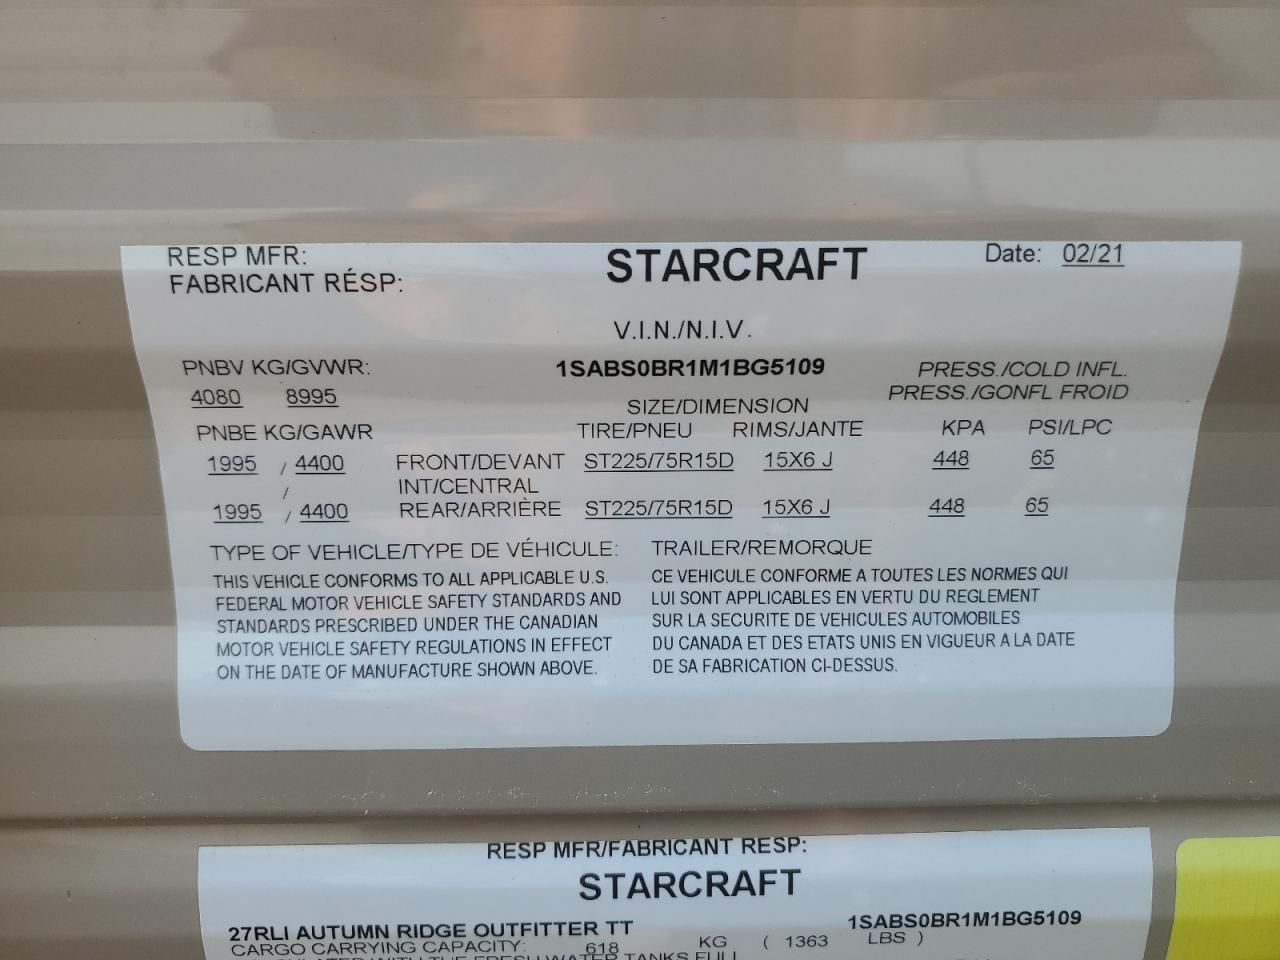 RESP MFR: STARCRAFT Date: 02/21
FABRICANT RÉSP:
V.I.N./N.I.V.
PNBV KG/GVWR: 1SABS0BR1M1BG5109 PRESS./COLD INFL.
4080 8995 PRESS./GONFL FROID
SIZE/DIMENSION
PNBE KG/GAWR TIRE/PNEU RIMS/JANTE KPA PSI/LPC
1995 / 4400 FRONT/DEVANT ST225/75R15D 15X6 J 448 65
/ INT/CENTRAL
1995 / 4400 REAR/ARRIÈRE ST225/75R15D 15X6 J 448 65
TYPE OF VEHICLE/TYPE DE VÉHICULE: TRAILER/REMORQUE
THIS VEHICLE CONFORMS TO ALL APPLICABLE U.S.
FEDERAL MOTOR VEHICLE SAFETY STANDARDS AND
STANDARDS PRESCRIBED UNDER THE CANADIAN
MOTOR VEHICLE SAFETY REGULATIONS IN EFFECT
ON THE DATE OF MANUFACTURE SHOWN ABOVE.
CE VEHICULE CONFORME A TOUTES LES NORMES QUI
LUI SONT APPLICABLES EN VERTU DU REGLEMENT
SUR LA SECURITE DE VEHICULES AUTOMOBILES
DU CANADA ET DES ETATS UNIS EN VIGUEUR A LA DATE
DE SA FABRICATION CI-DESSUS.
RESP MFR/FABRICANT RESP:
STARCRAFT
27RLI AUTUMN RIDGE OUTFITTER TT 1SABS0BR1M1BG5109
CARGO CARRYING CAPACITY: 618 KG ( 1363 LBS )
WITH THE FRESH WATER TANKS FULL